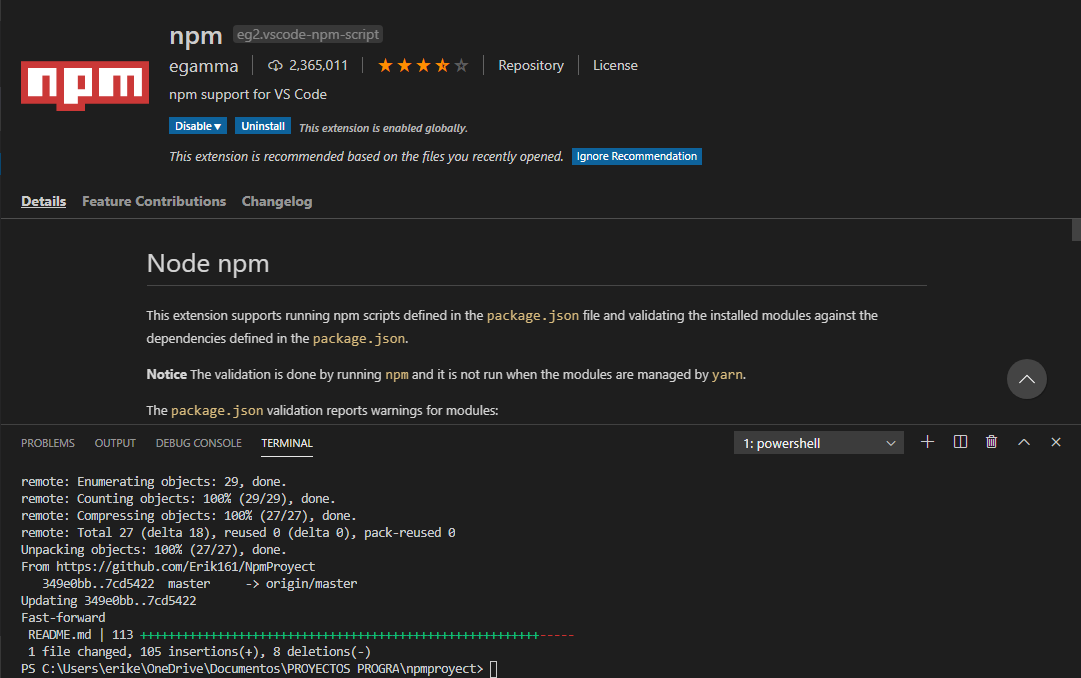 npm eg2.vscode-npm-script
npm
egamma 2,365,011 Repository License
npm support for VS Code
Disable▼ Uninstall This extension is enabled globally.
This extension is recommended based on the files you recently opened. Ignore Recommendation
Details Feature Contributions Changelog
Node npm
This extension supports running npm scripts defined in the package.json file and validating the installed modules against the
dependencies defined in the package.json.
Notice The validation is done by running npm and it is not run when the modules are managed by yarn.
The package.json validation reports warnings for modules:
PROBLEMS OUTPUT DEBUG CONSOLE TERMINAL 1: powershell
remote: Enumerating objects: 29, done.
remote: Counting objects: 100% (29/29), done.
remote: Compressing objects: 100% (27/27), done.
remote: Total 27 (delta 18), reused 0 (delta 0), pack-reused 0
Unpacking objects: 100% (27/27), done.
From https://github.com/Erik161/NpmProyect
349e0bb..7cd5422 master -> origin/master
Updating 349e0bb..7cd5422
Fast-forward
README.md | 113 +++++++++++++++++++++++++++++++++++++++++++++++++++++++++-----
1 file changed, 105 insertions(+), 8 deletions(-)
PS C:\Users\erike\OneDrive\Documentos\PROYECTOS PROGRA\npmproyect>